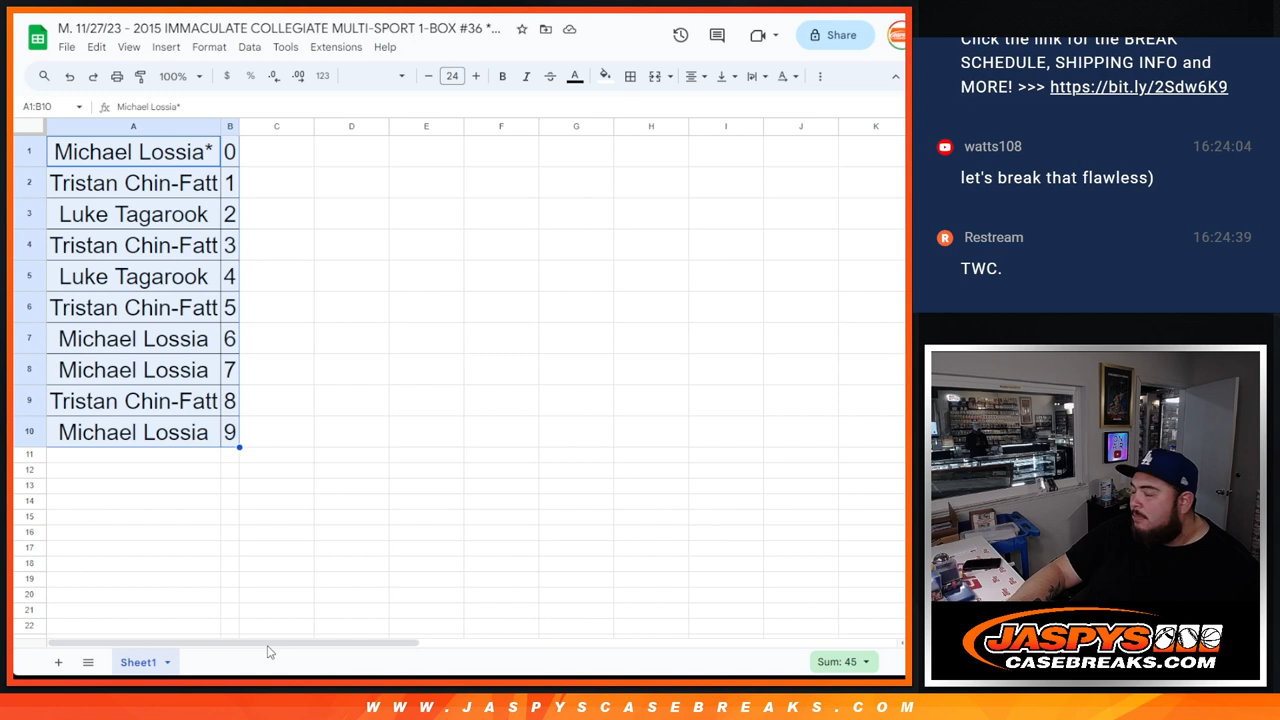 M. 11/27/23 - 2015 IMMACULATE COLLEGIATE MULTI-SPORT 1-BOX #36 *...
File Edit View Insert Format Data Tools Extensions Help
Share
100% $ % .0 .00 123 24 B I A
A1:B10 fx Michael Lossia*
A B C D E F G H I J K
1 Michael Lossia* 0
2 Tristan Chin-Fatt 1
3 Luke Tagarook 2
4 Tristan Chin-Fatt 3
5 Luke Tagarook 4
6 Tristan Chin-Fatt 5
7 Michael Lossia 6
8 Michael Lossia 7
9 Tristan Chin-Fatt 8
10 Michael Lossia 9
11
12
13
14
15
16
17
18
19
20
21
22
+ Sheet1
Sum: 45
Click the link for the BREAK
SCHEDULE, SHIPPING INFO and
MORE! >>> https://bit.ly/2Sdw6K9
watts108 16:24:04
let's break that flawless)
R Restream 16:24:39
TWC.
LA
JASPYS
CASEBREAKS.COM
WWW.JASPYSCASEBREAKS.COM